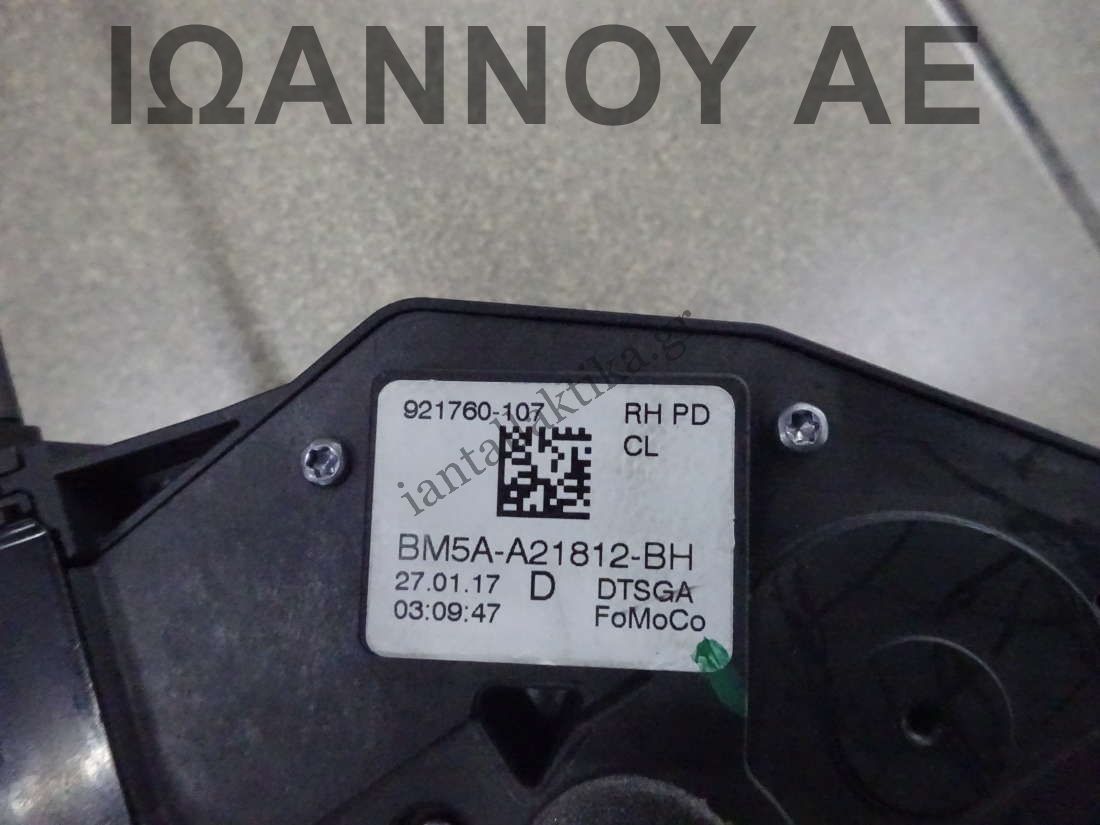 ΙΩΑΝΝΟΥ ΑΕ
iantallaktika.gr
921760-107 RH PD
CL
BM5A-A21812-BH
27.01.17 D DTSGA
03:09:47 FoMoCo